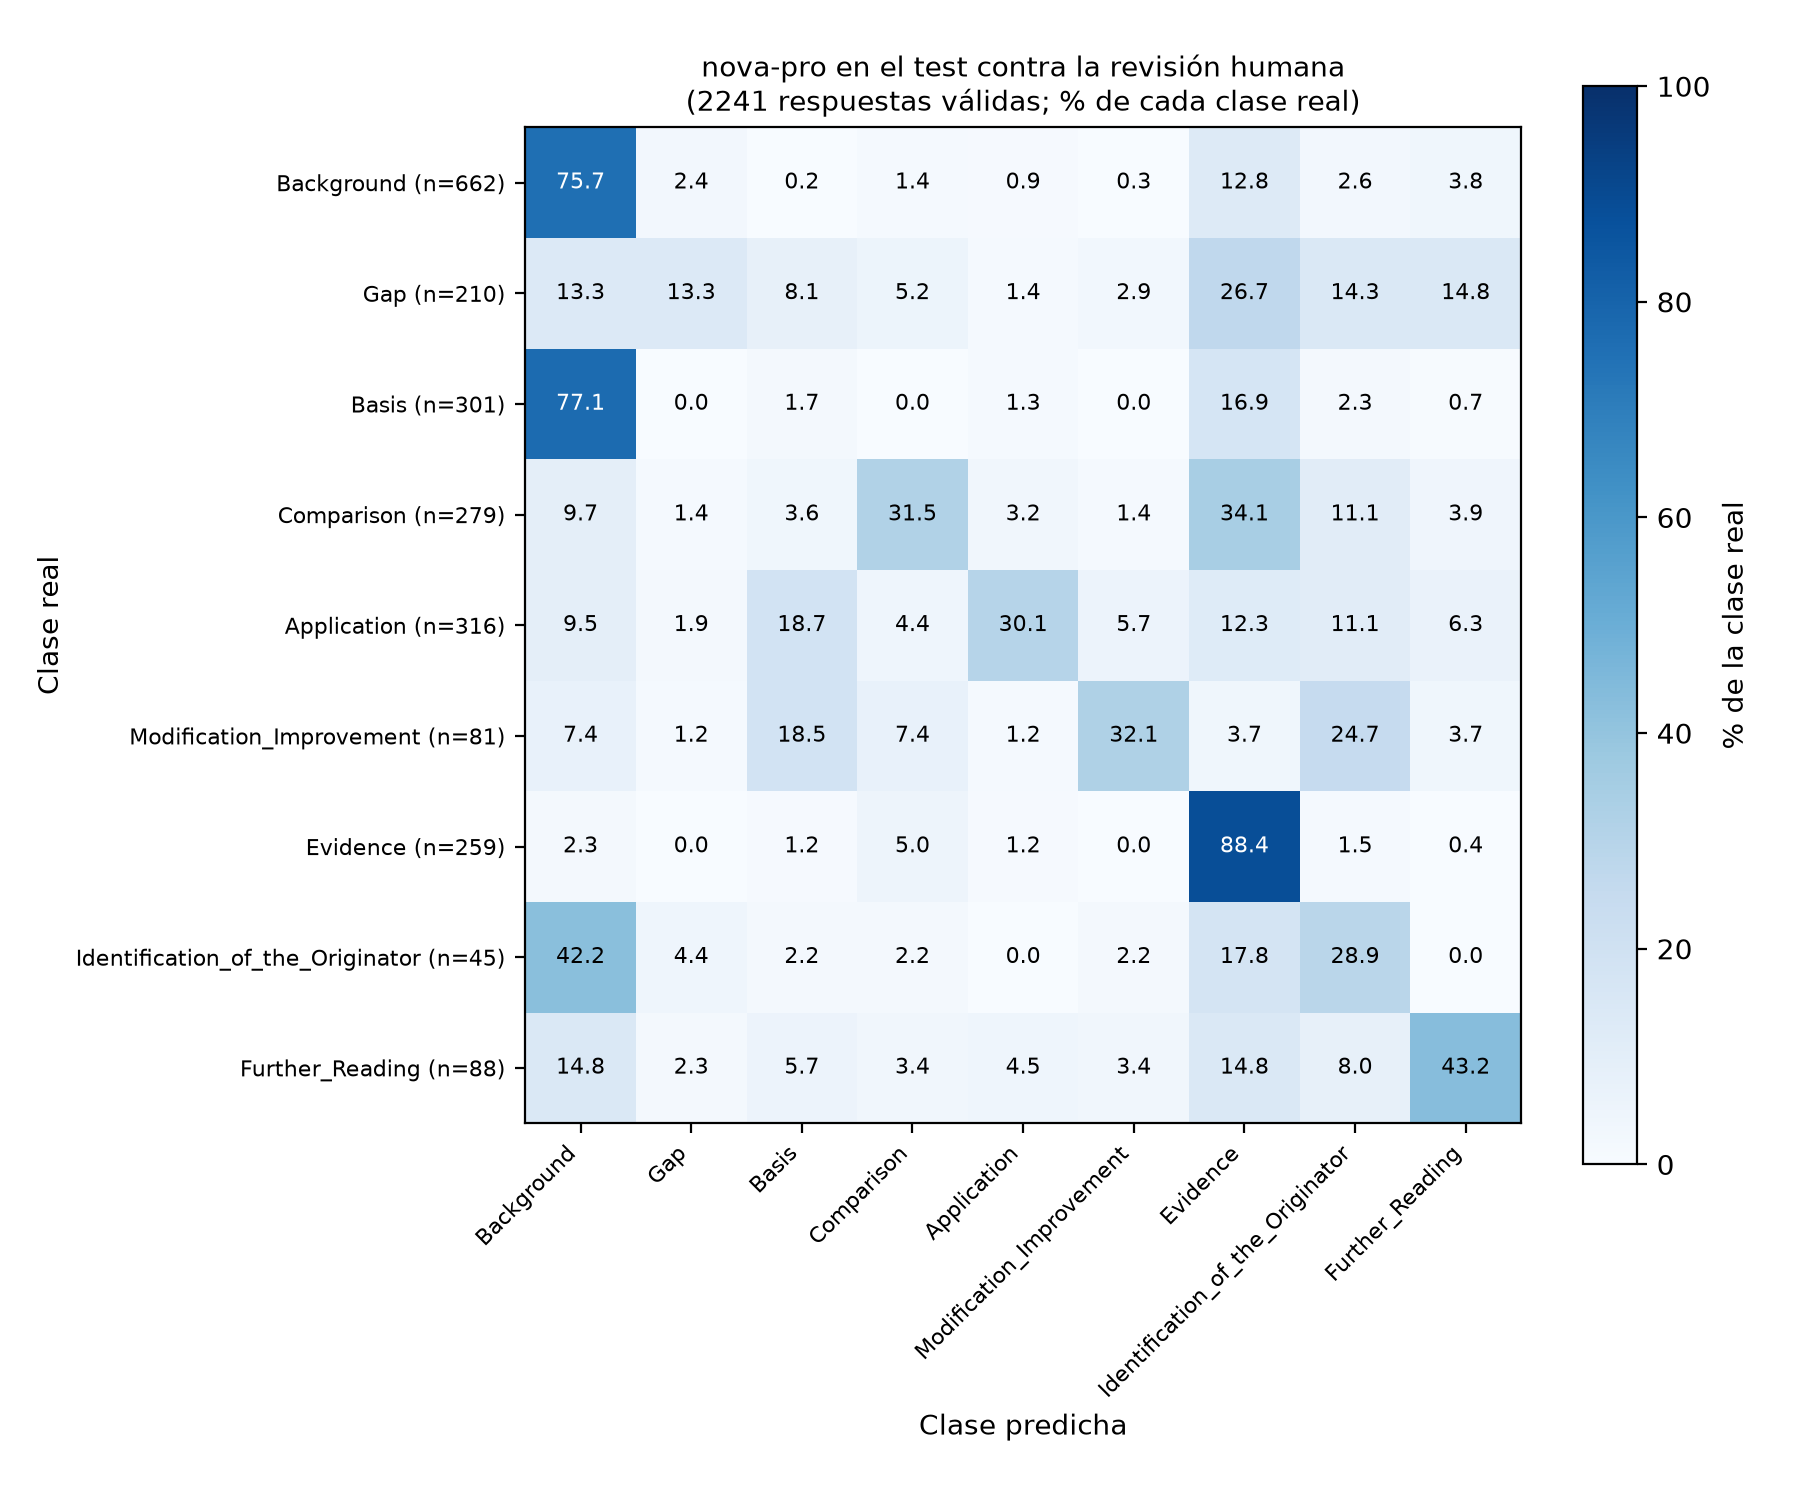 nova-pro en el test contra la revisión humana
(2241 respuestas válidas; % de cada clase real)
Clase real
Background (n=662) 75.7 2.4 0.2 1.4 0.9 0.3 12.8 2.6 3.8
Gap (n=210) 13.3 13.3 8.1 5.2 1.4 2.9 26.7 14.3 14.8
Basis (n=301) 77.1 0.0 1.7 0.0 1.3 0.0 16.9 2.3 0.7
Comparison (n=279) 9.7 1.4 3.6 31.5 3.2 1.4 34.1 11.1 3.9
Application (n=316) 9.5 1.9 18.7 4.4 30.1 5.7 12.3 11.1 6.3
Modification_Improvement (n=81) 7.4 1.2 18.5 7.4 1.2 32.1 3.7 24.7 3.7
Evidence (n=259) 2.3 0.0 1.2 5.0 1.2 0.0 88.4 1.5 0.4
Identification_of_the_Originator (n=45) 42.2 4.4 2.2 2.2 0.0 2.2 17.8 28.9 0.0
Further_Reading (n=88) 14.8 2.3 5.7 3.4 4.5 3.4 14.8 8.0 43.2
Background
Gap
Basis
Comparison
Application
Modification_Improvement
Evidence
Identification_of_the_Originator
Further_Reading
Clase predicha
100
80
60
40
20
0
% de la clase real